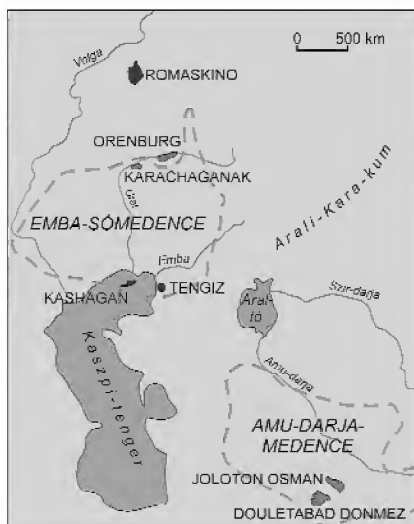 0 500 km
Volga
ROMASKINO
ORENBURG
KARACHAGANAK
Ural
EMBA-SÓMEDENCE
Emba
Arali-Kara-kum
KASHAGAN
TENGIZ
Aral-
tó
Szir-darja
Kaszpi-tenger
Amu-darja
AMU-DARJA-
MEDENCE
JOLOTON OSMAN
DOULETABAD DONMEZ